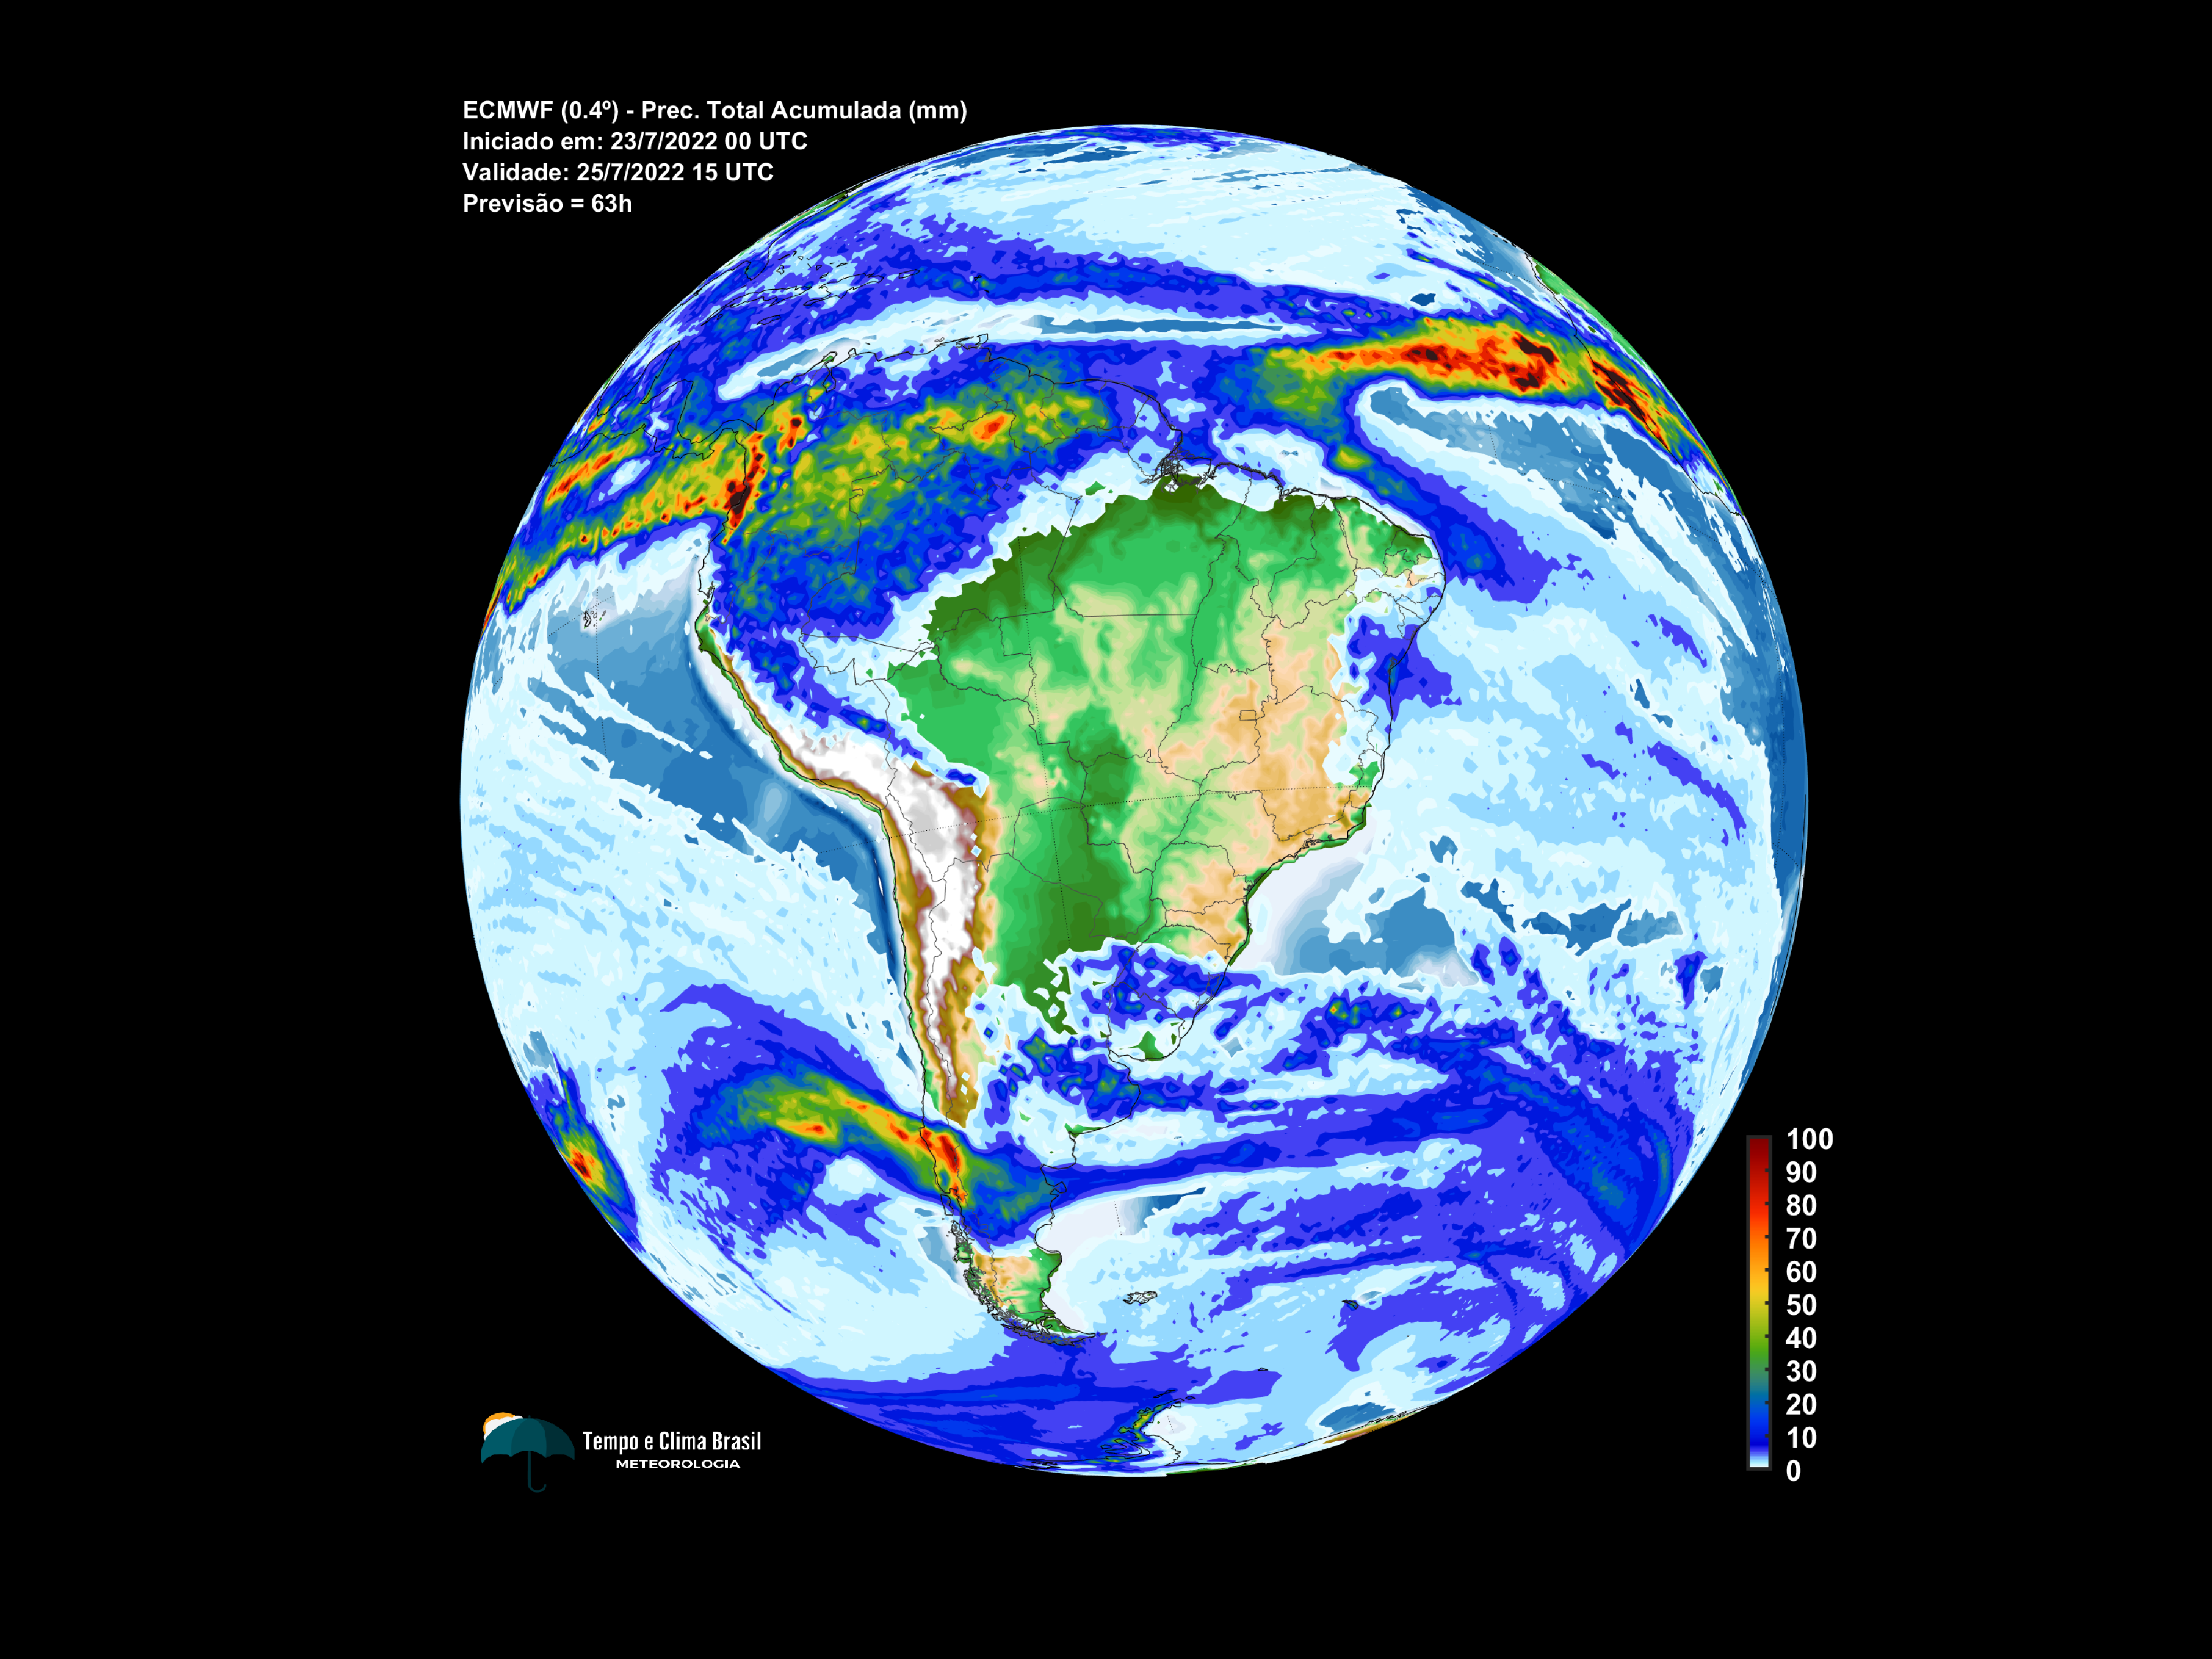 ECMWF (0.4º) - Prec. Total Acumulada (mm)
Iniciado em: 23/7/2022 00 UTC
Validade: 25/7/2022 15 UTC
Previsão = 63h
100
90
80
70
60
50
40
30
20
10
0
Tempo e Clima Brasil
METEOROLOGIA